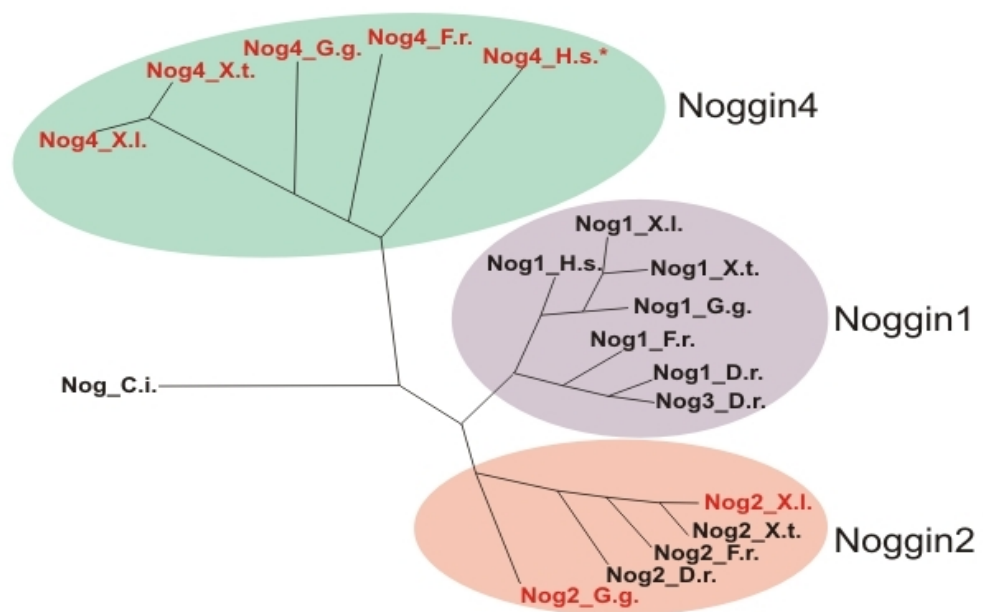 Nog4_F.r.
Nog4_G.g.
Nog4_H.s.*
Nog4_X.t.
Noggin4
Nog4_X.l.
Nog1_X.l.
Nog1_H.s.
Nog1_X.t.
Nog1_G.g.
Noggin1
Nog1_F.r.
Nog1_D.r.
Nog_C.i.
Nog3_D.r.
Nog2_X.l.
Nog2_X.t.
Noggin2
Nog2_F.r.
Nog2_D.r.
Nog2_G.g.